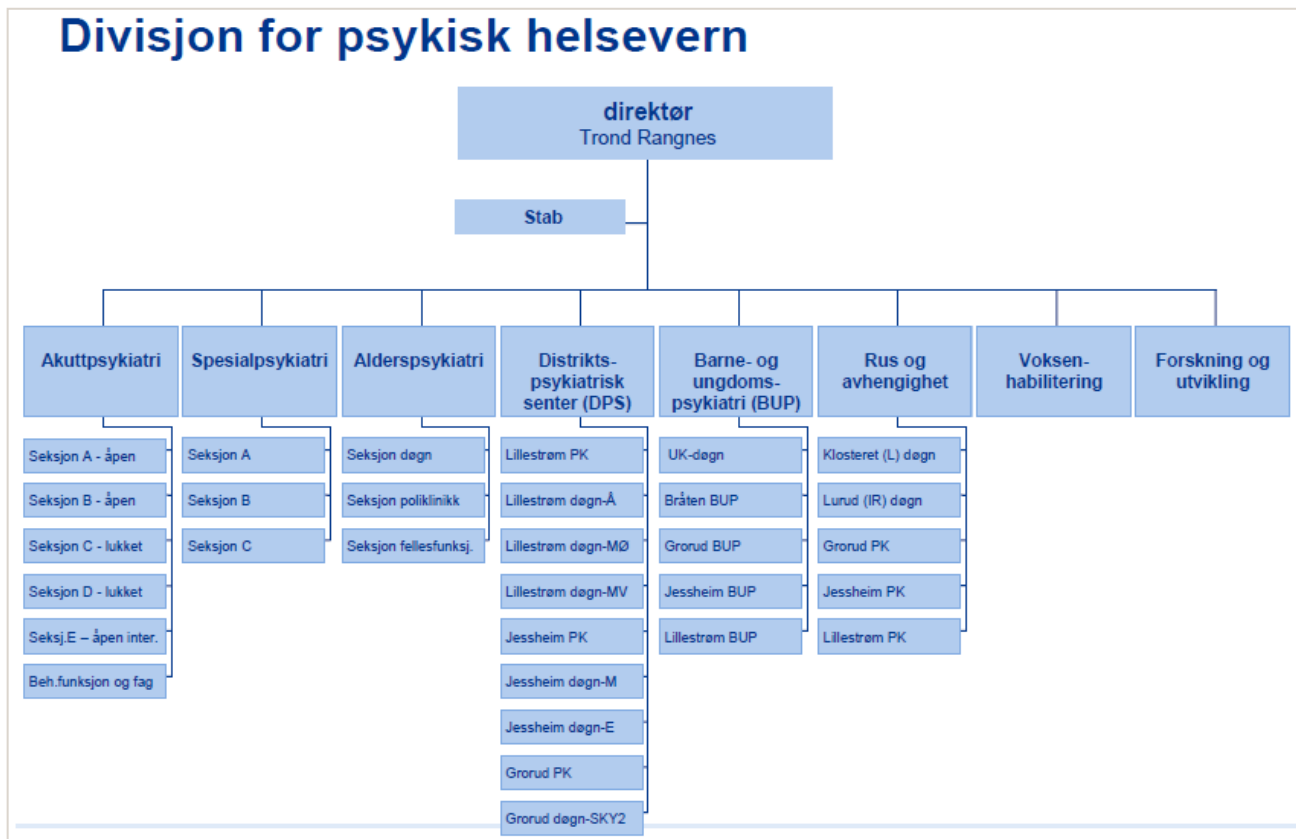 Divisjon for psykisk helsevern
direktør
Trond Rangnes
Stab
Akuttpsykiatri
Seksjon A - åpen
Seksjon B - åpen
Seksjon C - lukket
Seksjon D - lukket
Seksj.E – åpen inter.
Beh.funksjon og fag
Spesialpsykiatri
Seksjon A
Seksjon B
Seksjon C
Alderspsykiatri
Seksjon døgn
Seksjon poliklinikk
Seksjon fellesfunksj.
Distrikts-
psykiatrisk
senter (DPS)
Lillestrøm PK
Lillestrøm døgn-Å
Lillestrøm døgn-MØ
Lillestrøm døgn-MV
Jessheim PK
Jessheim døgn-M
Jessheim døgn-E
Grorud PK
Grorud døgn-SKY2
Barne- og
ungdoms-
psykiatri (BUP)
UK-døgn
Bråten BUP
Grorud BUP
Jessheim BUP
Lillestrøm BUP
Rus og
avhengighet
Klosteret (L) døgn
Lurud (IR) døgn
Grorud PK
Jessheim PK
Lillestrøm PK
Voksen-
habilitering
Forskning og
utvikling